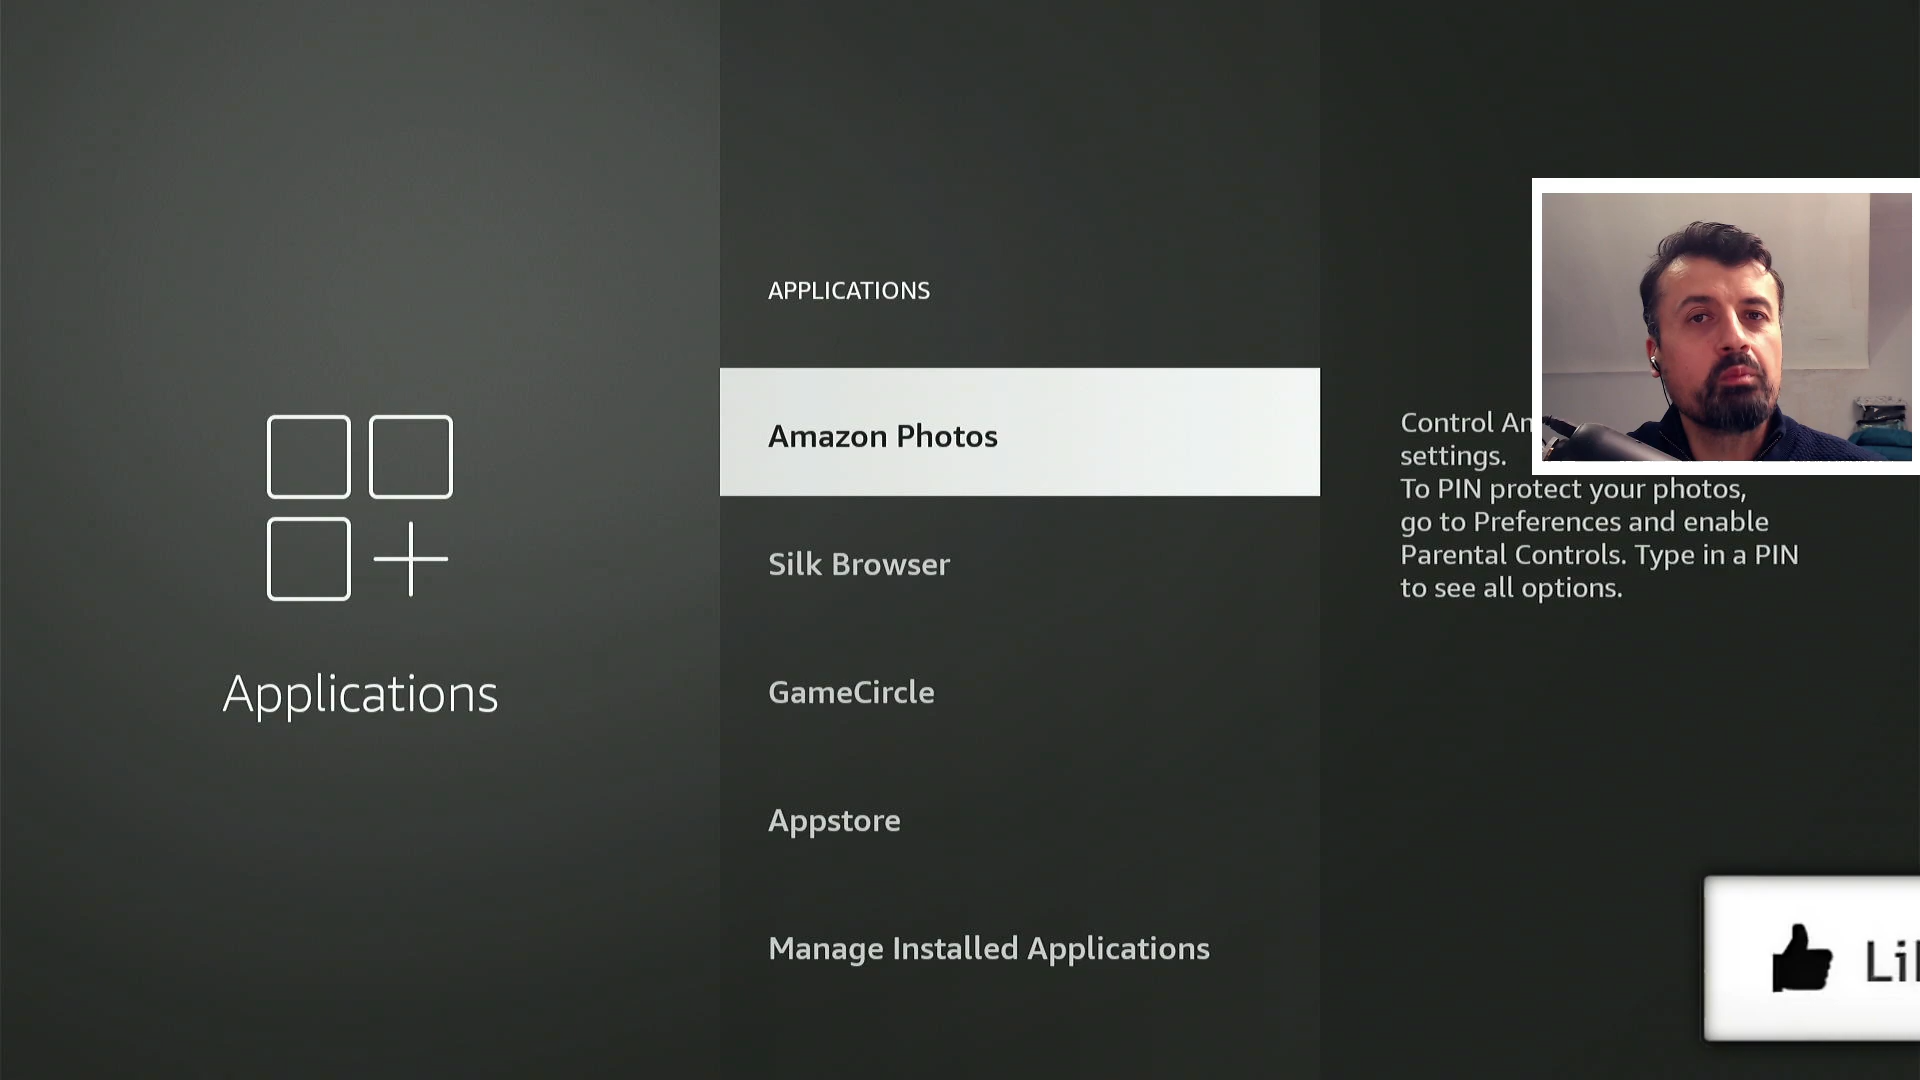 Applications
APPLICATIONS
Amazon Photos
Silk Browser
GameCircle
Appstore
Manage Installed Applications
Control
settings.
To PIN protect your photos,
go to Preferences and enable
Parental Controls. Type in a PIN
to see all options.